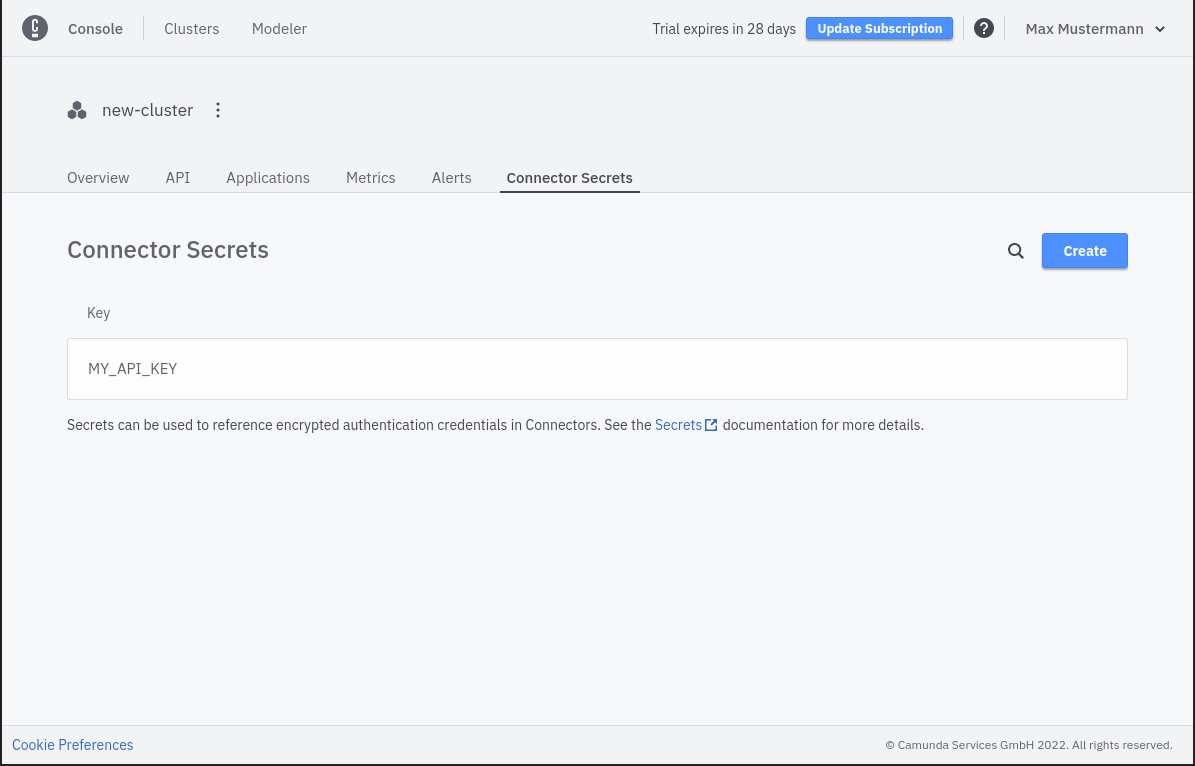 Console Clusters Modeler Trial expires in 28 days Update Subscription ? Max Mustermann
new-cluster
Overview API Applications Metrics Alerts Connector Secrets
Connector Secrets Create
Key
MY_API_KEY
Secrets can be used to reference encrypted authentication credentials in Connectors. See the Secrets documentation for more details.
Cookie Preferences © Camunda Services GmbH 2022. All rights reserved.